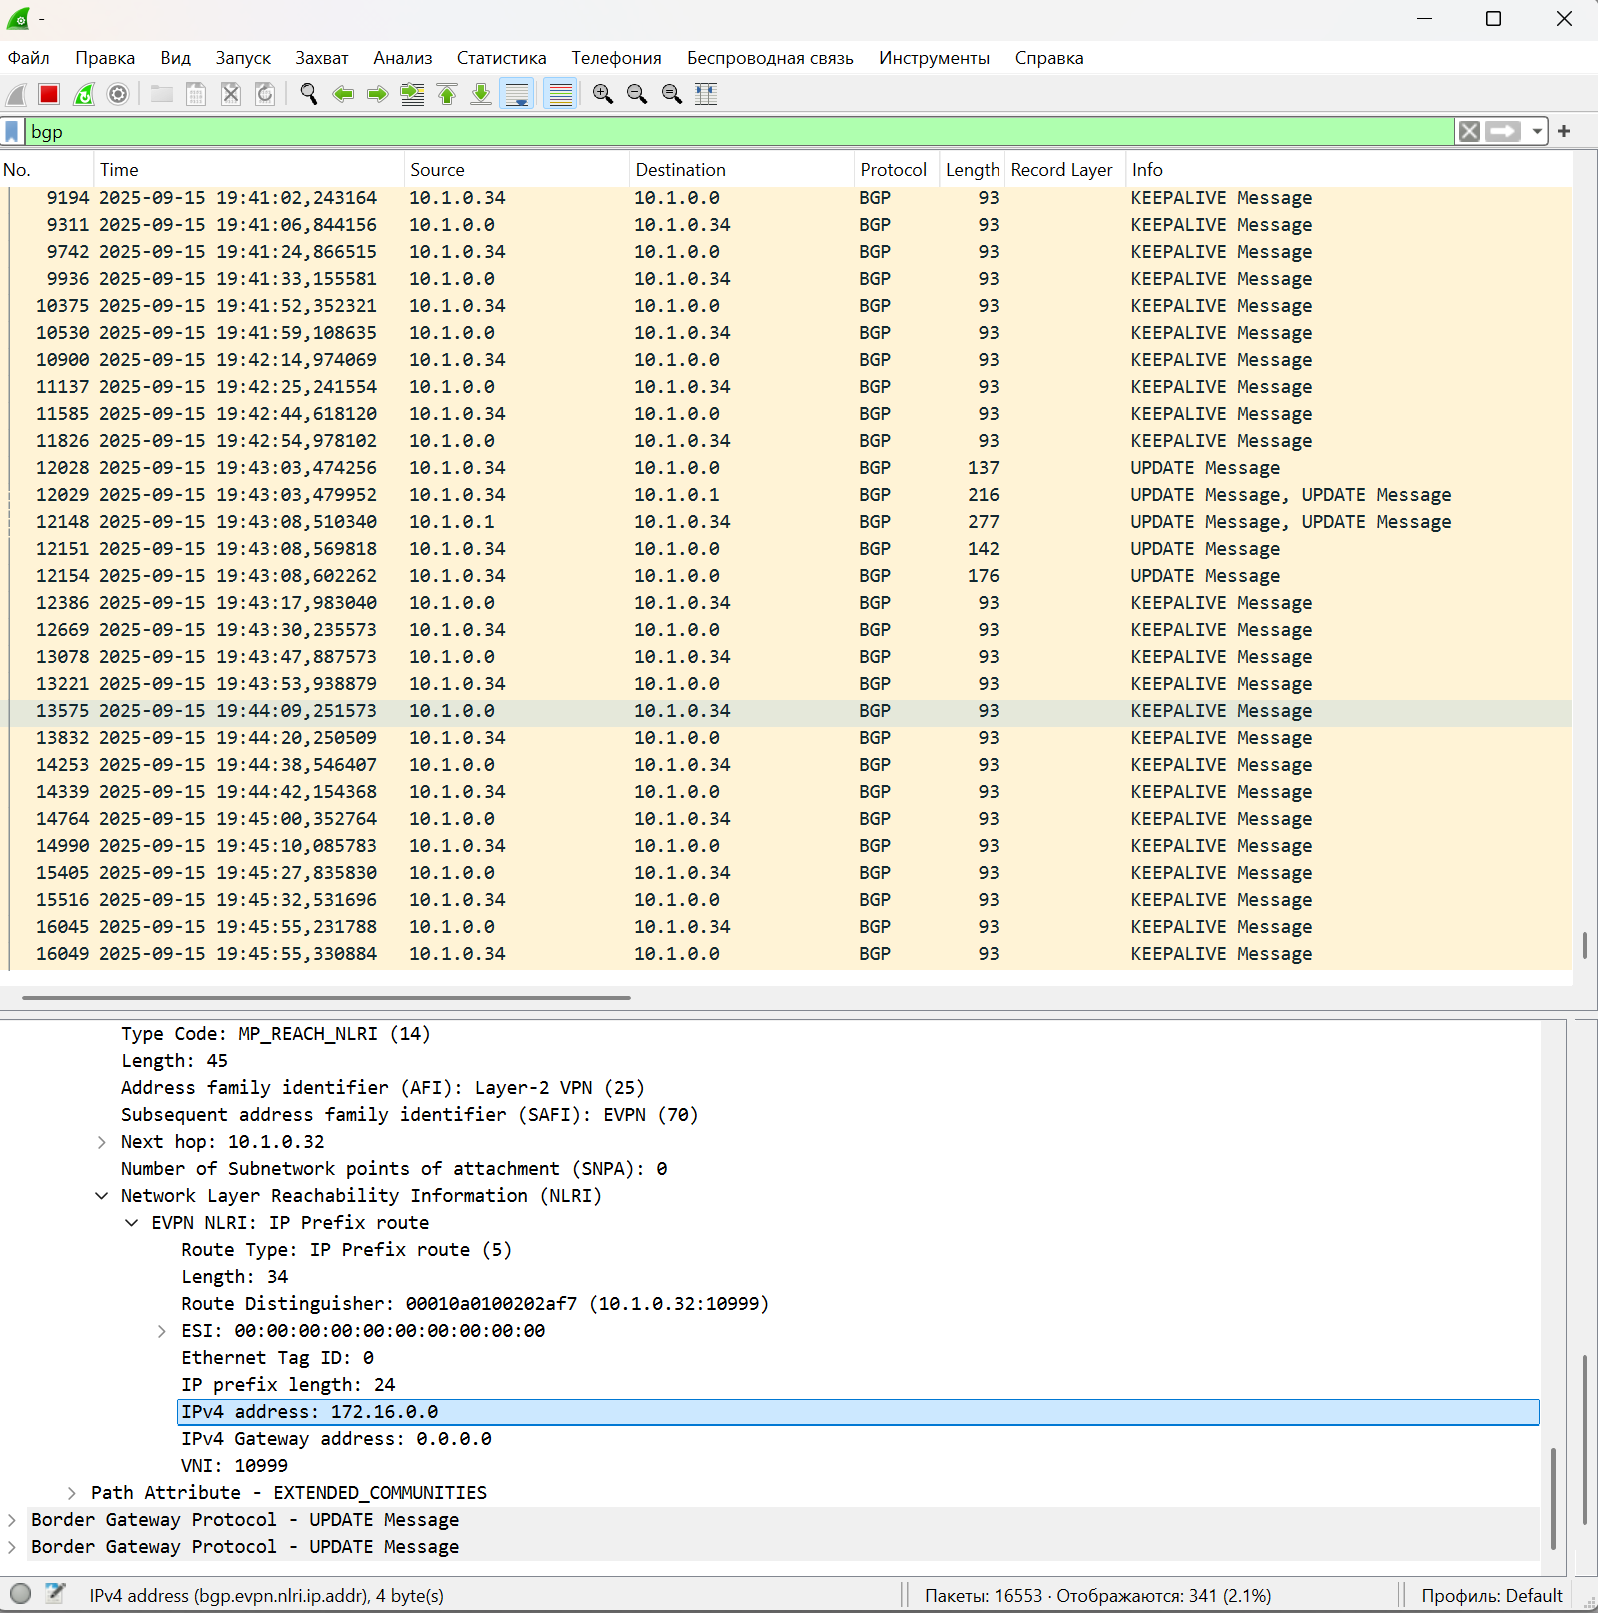 -
Файл Правка Вид Запуск Захват Анализ Статистика Телефония Беспроводная связь Инструменты Справка
bgp
No. Time Source Destination Protocol Length Record Layer Info
9194 2025-09-15 19:41:02,243164 10.1.0.34 10.1.0.0 BGP 93 KEEPALIVE Message
9311 2025-09-15 19:41:06,844156 10.1.0.0 10.1.0.34 BGP 93 KEEPALIVE Message
9742 2025-09-15 19:41:24,866515 10.1.0.34 10.1.0.0 BGP 93 KEEPALIVE Message
9936 2025-09-15 19:41:33,155581 10.1.0.0 10.1.0.34 BGP 93 KEEPALIVE Message
10375 2025-09-15 19:41:52,352321 10.1.0.34 10.1.0.0 BGP 93 KEEPALIVE Message
10530 2025-09-15 19:41:59,108635 10.1.0.0 10.1.0.34 BGP 93 KEEPALIVE Message
10900 2025-09-15 19:42:14,974069 10.1.0.34 10.1.0.0 BGP 93 KEEPALIVE Message
11137 2025-09-15 19:42:25,241554 10.1.0.0 10.1.0.34 BGP 93 KEEPALIVE Message
11585 2025-09-15 19:42:44,618120 10.1.0.34 10.1.0.0 BGP 93 KEEPALIVE Message
11826 2025-09-15 19:42:54,978102 10.1.0.0 10.1.0.34 BGP 93 KEEPALIVE Message
12028 2025-09-15 19:43:03,474256 10.1.0.34 10.1.0.0 BGP 137 UPDATE Message
12029 2025-09-15 19:43:03,479952 10.1.0.34 10.1.0.1 BGP 216 UPDATE Message, UPDATE Message
12148 2025-09-15 19:43:08,510340 10.1.0.1 10.1.0.34 BGP 277 UPDATE Message, UPDATE Message
12151 2025-09-15 19:43:08,569818 10.1.0.34 10.1.0.0 BGP 142 UPDATE Message
12154 2025-09-15 19:43:08,602262 10.1.0.34 10.1.0.0 BGP 176 UPDATE Message
12386 2025-09-15 19:43:17,983040 10.1.0.0 10.1.0.34 BGP 93 KEEPALIVE Message
12669 2025-09-15 19:43:30,235573 10.1.0.34 10.1.0.0 BGP 93 KEEPALIVE Message
13078 2025-09-15 19:43:47,887573 10.1.0.0 10.1.0.34 BGP 93 KEEPALIVE Message
13221 2025-09-15 19:43:53,938879 10.1.0.34 10.1.0.0 BGP 93 KEEPALIVE Message
13575 2025-09-15 19:44:09,251573 10.1.0.0 10.1.0.34 BGP 93 KEEPALIVE Message
13832 2025-09-15 19:44:20,250509 10.1.0.34 10.1.0.0 BGP 93 KEEPALIVE Message
14253 2025-09-15 19:44:38,546407 10.1.0.0 10.1.0.34 BGP 93 KEEPALIVE Message
14339 2025-09-15 19:44:42,154368 10.1.0.34 10.1.0.0 BGP 93 KEEPALIVE Message
14764 2025-09-15 19:45:00,352764 10.1.0.0 10.1.0.34 BGP 93 KEEPALIVE Message
14990 2025-09-15 19:45:10,085783 10.1.0.34 10.1.0.0 BGP 93 KEEPALIVE Message
15405 2025-09-15 19:45:27,835830 10.1.0.0 10.1.0.34 BGP 93 KEEPALIVE Message
15516 2025-09-15 19:45:32,531696 10.1.0.34 10.1.0.0 BGP 93 KEEPALIVE Message
16045 2025-09-15 19:45:55,231788 10.1.0.0 10.1.0.34 BGP 93 KEEPALIVE Message
16049 2025-09-15 19:45:55,330884 10.1.0.34 10.1.0.0 BGP 93 KEEPALIVE Message
Type Code: MP_REACH_NLRI (14)
Length: 45
Address family identifier (AFI): Layer-2 VPN (25)
Subsequent address family identifier (SAFI): EVPN (70)
Next hop: 10.1.0.32
Number of Subnetwork points of attachment (SNPA): 0
Network Layer Reachability Information (NLRI)
EVPN NLRI: IP Prefix route
Route Type: IP Prefix route (5)
Length: 34
Route Distinguisher: 00010a0100202af7 (10.1.0.32:10999)
ESI: 00:00:00:00:00:00:00:00:00:00
Ethernet Tag ID: 0
IP prefix length: 24
IPv4 address: 172.16.0.0
IPv4 Gateway address: 0.0.0.0
VNI: 10999
Path Attribute - EXTENDED_COMMUNITIES
Border Gateway Protocol - UPDATE Message
Border Gateway Protocol - UPDATE Message
IPv4 address (bgp.evpn.nlri.ip.addr), 4 byte(s) Пакеты: 16553 · Отображаются: 341 (2.1%) Профиль: Default